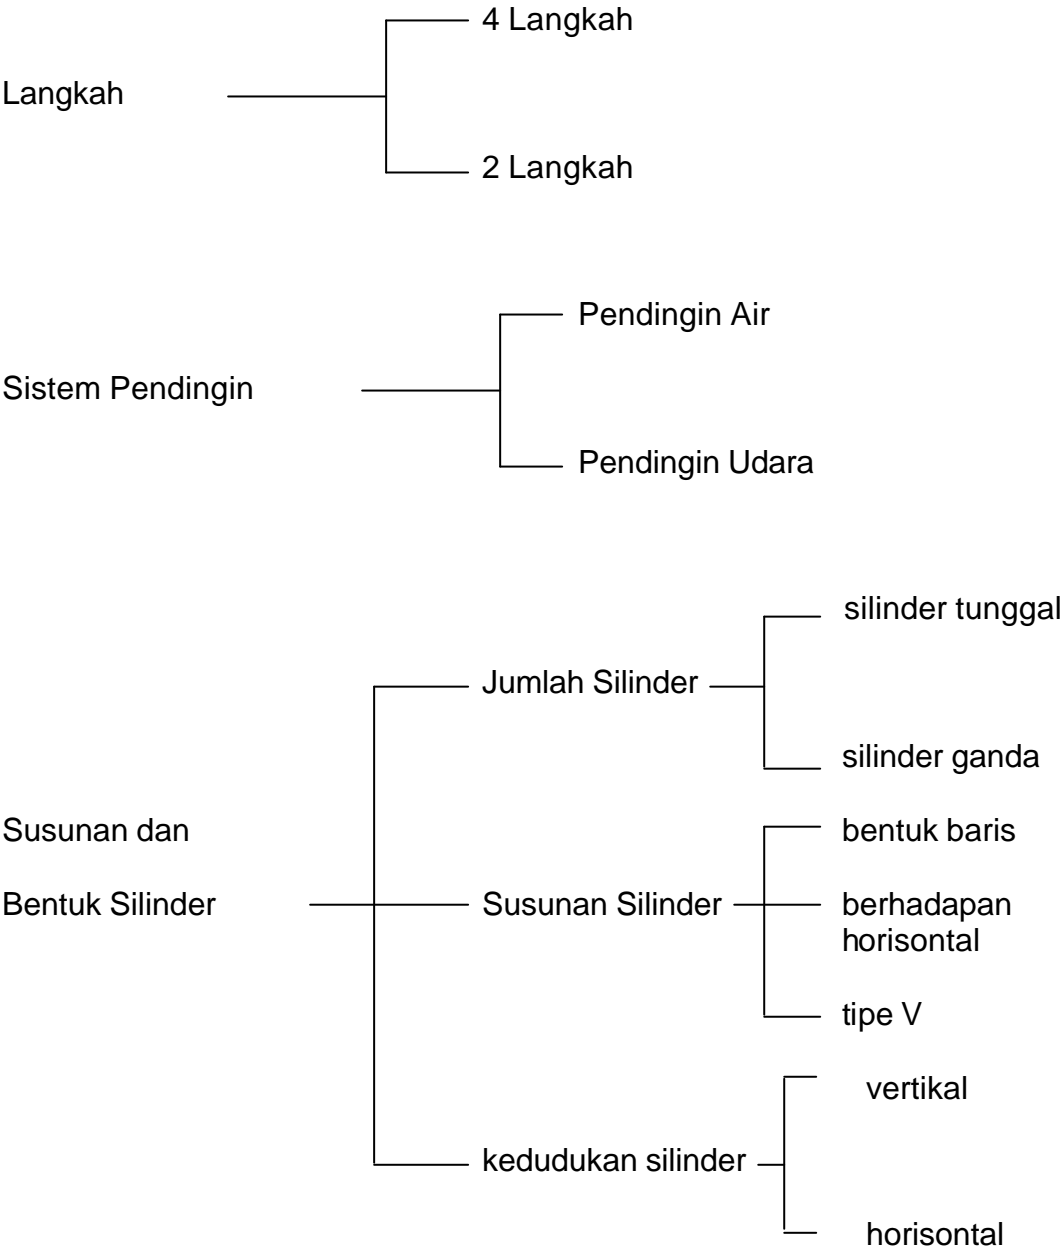 4 Langkah
Langkah
2 Langkah
Pendingin Air
Sistem Pendingin
Pendingin Udara
silinder tunggal
Jumlah Silinder
silinder ganda
Susunan dan
bentuk baris
Bentuk Silinder
Susunan Silinder
berhadapan
horisontal
tipe V
vertikal
kedudukan silinder
horisontal